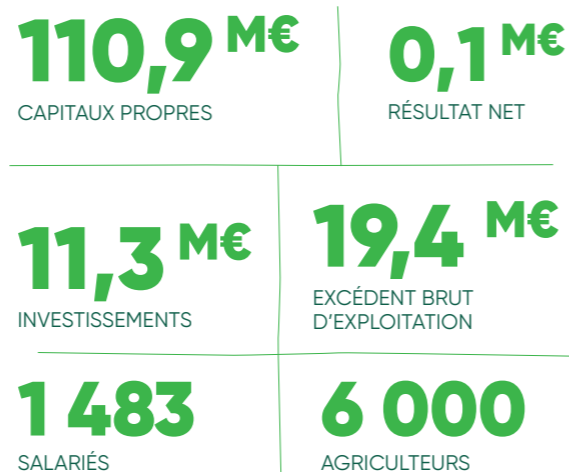 110,9 M€
CAPITAUX PROPRES
0,1 M€
RÉSULTAT NET
11,3 M€
INVESTISSEMENTS
19,4 M€
EXCÉDENT BRUT
D'EXPLOITATION
1 483
SALARIÉS
6 000
AGRICULTEURS